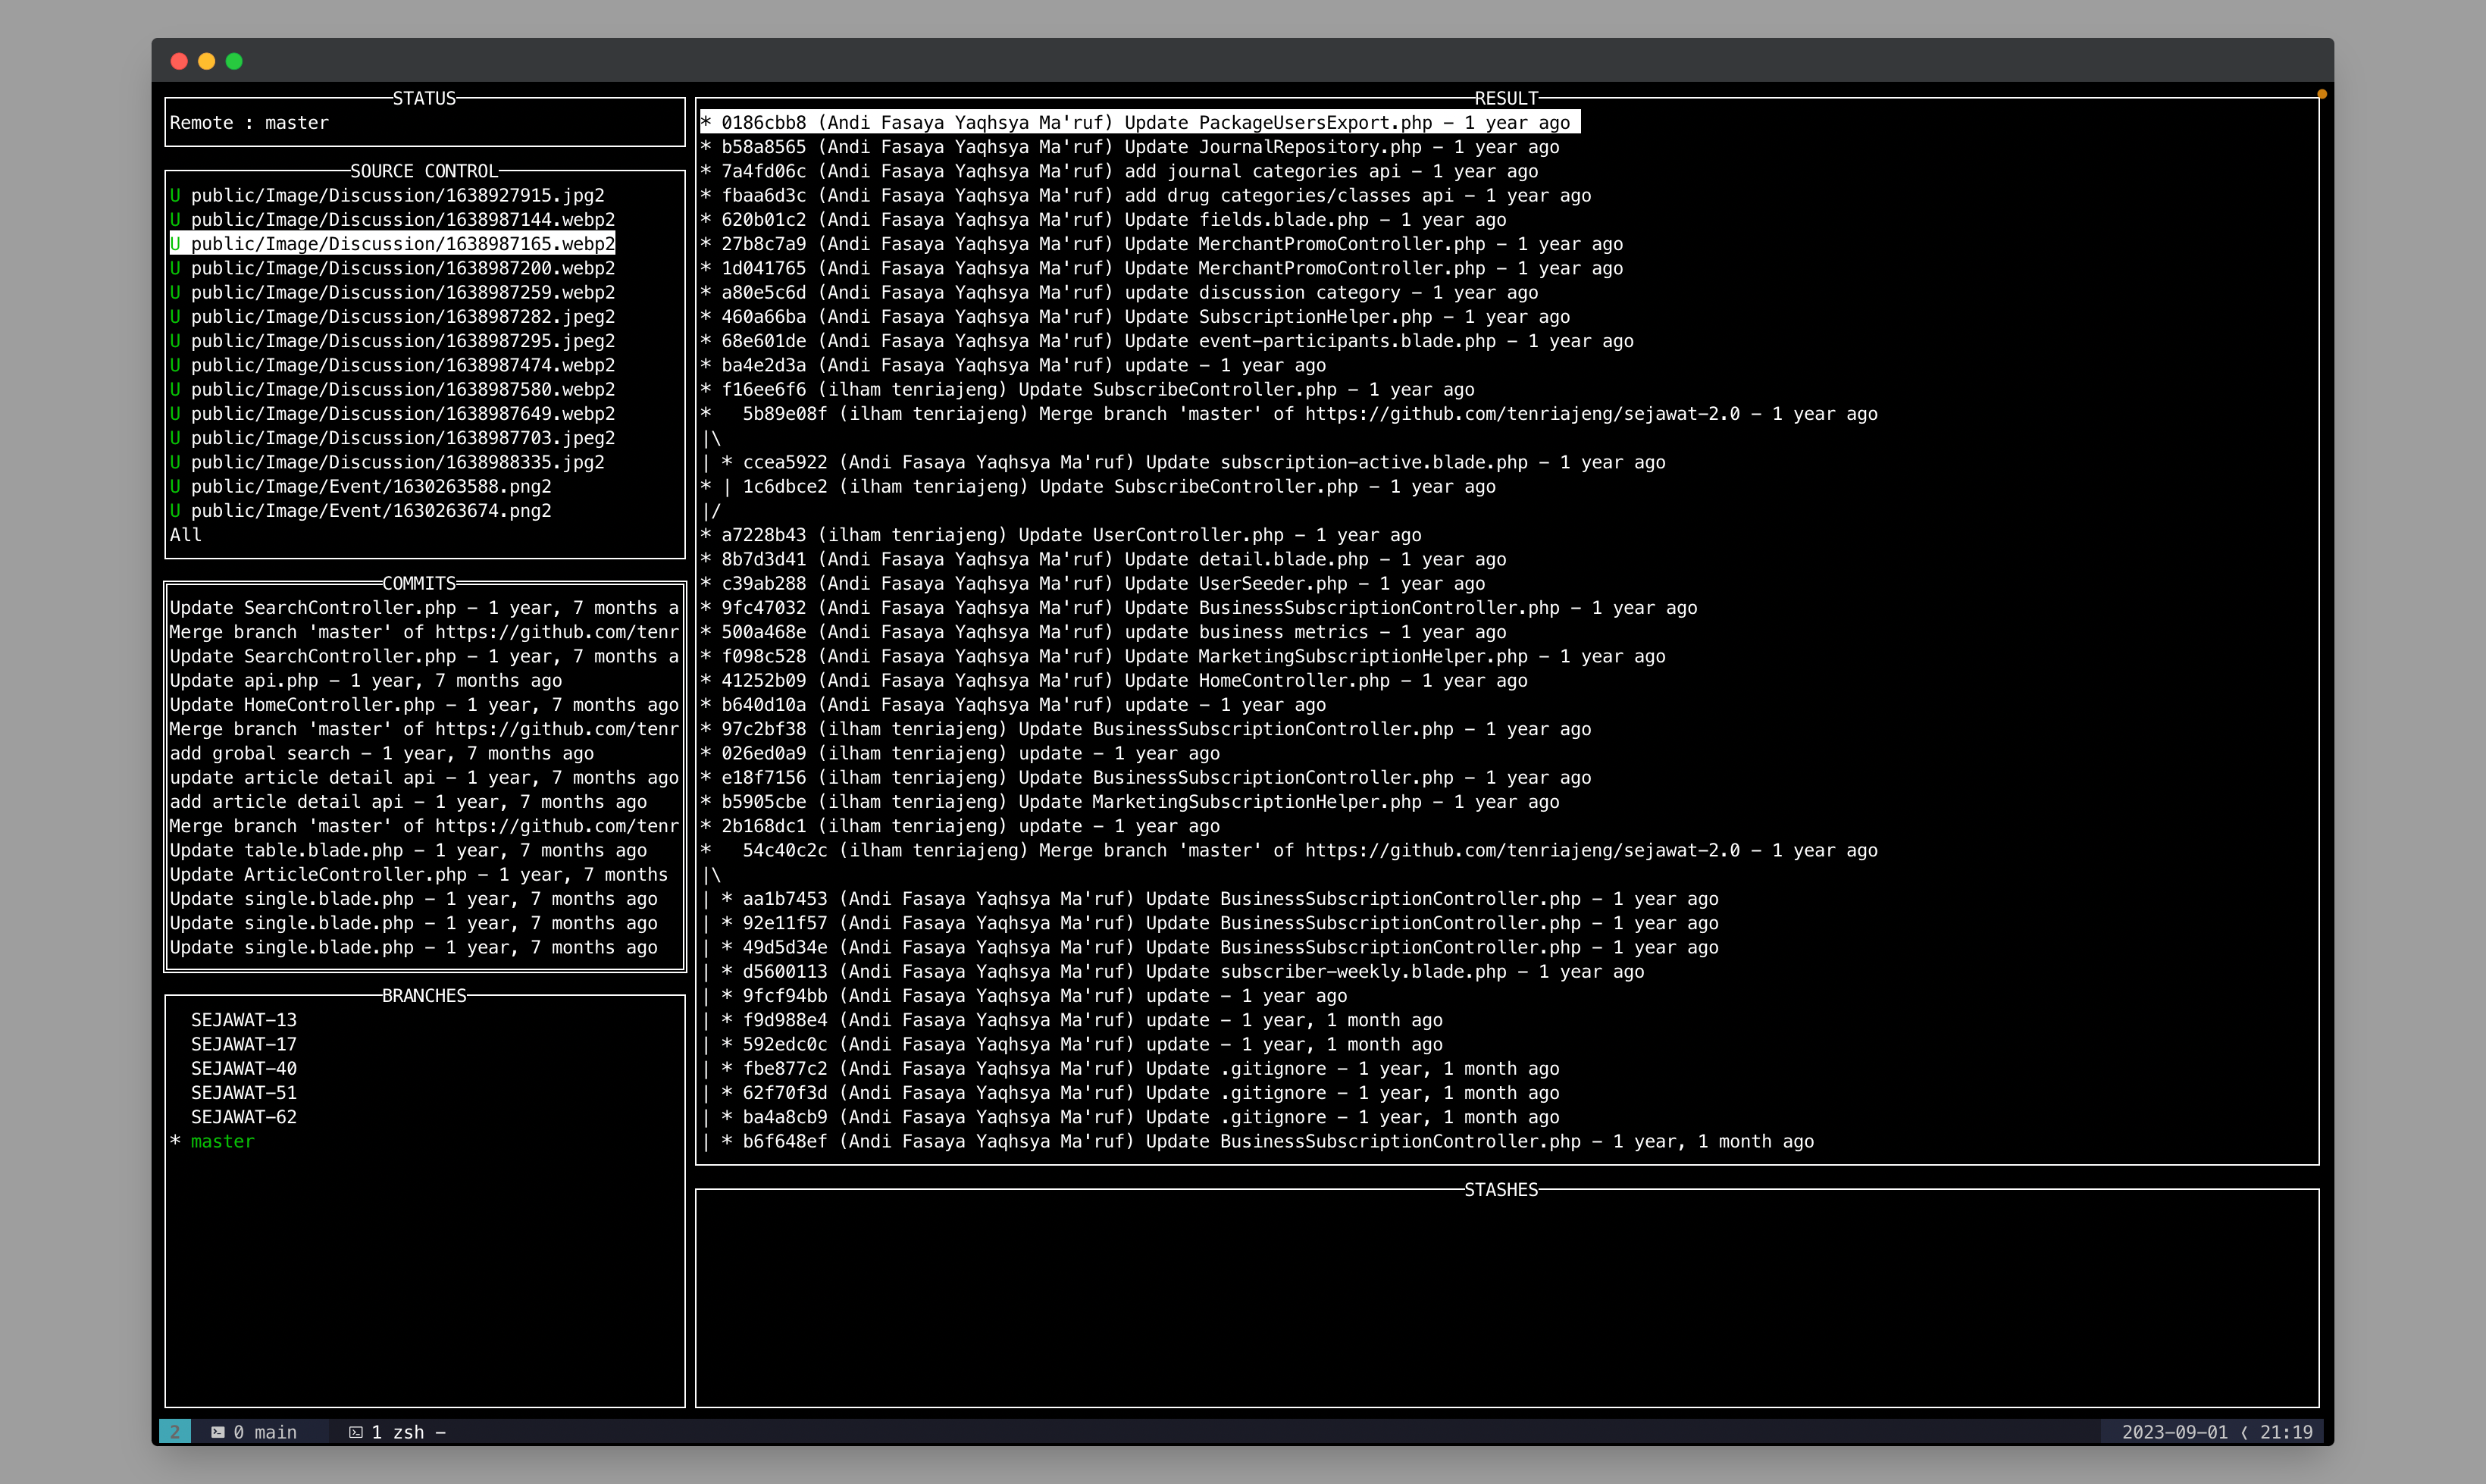 STATUS
Remote : master
SOURCE CONTROL
U public/Image/Discussion/1638927915.jpg2
U public/Image/Discussion/1638987144.webp2
U public/Image/Discussion/1638987165.webp2
U public/Image/Discussion/1638987200.webp2
U public/Image/Discussion/1638987259.webp2
U public/Image/Discussion/1638987282.jpeg2
U public/Image/Discussion/1638987295.jpeg2
U public/Image/Discussion/1638987474.webp2
U public/Image/Discussion/1638987580.webp2
U public/Image/Discussion/1638987649.webp2
U public/Image/Discussion/1638987703.jpeg2
U public/Image/Discussion/1638988335.jpg2
U public/Image/Event/1630263588.png2
U public/Image/Event/1630263674.png2
All
COMMITS
Update SearchController.php – 1 year, 7 months a
Merge branch 'master' of https://github.com/tenr
Update SearchController.php – 1 year, 7 months a
Update api.php – 1 year, 7 months ago
Update HomeController.php – 1 year, 7 months ago
Merge branch 'master' of https://github.com/tenr
add grobal search – 1 year, 7 months ago
update article detail api – 1 year, 7 months ago
add article detail api – 1 year, 7 months ago
Merge branch 'master' of https://github.com/tenr
Update table.blade.php – 1 year, 7 months ago
Update ArticleController.php – 1 year, 7 months
Update single.blade.php – 1 year, 7 months ago
Update single.blade.php – 1 year, 7 months ago
Update single.blade.php – 1 year, 7 months ago
BRANCHES
SEJAWAT-13
SEJAWAT-17
SEJAWAT-40
SEJAWAT-51
SEJAWAT-62
* master
RESULT
* 0186cbb8 (Andi Fasaya Yaqhsya Ma'ruf) Update PackageUsersExport.php – 1 year ago
* b58a8565 (Andi Fasaya Yaqhsya Ma'ruf) Update JournalRepository.php – 1 year ago
* 7a4fd06c (Andi Fasaya Yaqhsya Ma'ruf) add journal categories api – 1 year ago
* fbaa6d3c (Andi Fasaya Yaqhsya Ma'ruf) add drug categories/classes api – 1 year ago
* 620b01c2 (Andi Fasaya Yaqhsya Ma'ruf) Update fields.blade.php – 1 year ago
* 27b8c7a9 (Andi Fasaya Yaqhsya Ma'ruf) Update MerchantPromoController.php – 1 year ago
* 1d041765 (Andi Fasaya Yaqhsya Ma'ruf) Update MerchantPromoController.php – 1 year ago
* a80e5c6d (Andi Fasaya Yaqhsya Ma'ruf) update discussion category – 1 year ago
* 460a66ba (Andi Fasaya Yaqhsya Ma'ruf) Update SubscriptionHelper.php – 1 year ago
* 68e601de (Andi Fasaya Yaqhsya Ma'ruf) Update event-participants.blade.php – 1 year ago
* ba4e2d3a (Andi Fasaya Yaqhsya Ma'ruf) update – 1 year ago
* f16ee6f6 (ilham tenriajeng) Update SubscribeController.php – 1 year ago
*   5b89e08f (ilham tenriajeng) Merge branch 'master' of https://github.com/tenriajeng/sejawat-2.0 – 1 year ago
|\
| * ccea5922 (Andi Fasaya Yaqhsya Ma'ruf) Update subscription-active.blade.php – 1 year ago
* | 1c6dbce2 (ilham tenriajeng) Update SubscribeController.php – 1 year ago
|/
* a7228b43 (ilham tenriajeng) Update UserController.php – 1 year ago
* 8b7d3d41 (Andi Fasaya Yaqhsya Ma'ruf) Update detail.blade.php – 1 year ago
* c39ab288 (Andi Fasaya Yaqhsya Ma'ruf) Update UserSeeder.php – 1 year ago
* 9fc47032 (Andi Fasaya Yaqhsya Ma'ruf) Update BusinessSubscriptionController.php – 1 year ago
* 500a468e (Andi Fasaya Yaqhsya Ma'ruf) update business metrics – 1 year ago
* f098c528 (Andi Fasaya Yaqhsya Ma'ruf) Update MarketingSubscriptionHelper.php – 1 year ago
* 41252b09 (Andi Fasaya Yaqhsya Ma'ruf) Update HomeController.php – 1 year ago
* b640d10a (Andi Fasaya Yaqhsya Ma'ruf) update – 1 year ago
* 97c2bf38 (ilham tenriajeng) Update BusinessSubscriptionController.php – 1 year ago
* 026ed0a9 (ilham tenriajeng) update – 1 year ago
* e18f7156 (ilham tenriajeng) Update BusinessSubscriptionController.php – 1 year ago
* b5905cbe (ilham tenriajeng) Update MarketingSubscriptionHelper.php – 1 year ago
* 2b168dc1 (ilham tenriajeng) update – 1 year ago
*   54c40c2c (ilham tenriajeng) Merge branch 'master' of https://github.com/tenriajeng/sejawat-2.0 – 1 year ago
|\
| * aa1b7453 (Andi Fasaya Yaqhsya Ma'ruf) Update BusinessSubscriptionController.php – 1 year ago
| * 92e11f57 (Andi Fasaya Yaqhsya Ma'ruf) Update BusinessSubscriptionController.php – 1 year ago
| * 49d5d34e (Andi Fasaya Yaqhsya Ma'ruf) Update BusinessSubscriptionController.php – 1 year ago
| * d5600113 (Andi Fasaya Yaqhsya Ma'ruf) Update subscriber-weekly.blade.php – 1 year ago
| * 9fcf94bb (Andi Fasaya Yaqhsya Ma'ruf) update – 1 year ago
| * f9d988e4 (Andi Fasaya Yaqhsya Ma'ruf) update – 1 year, 1 month ago
| * 592edc0c (Andi Fasaya Yaqhsya Ma'ruf) update – 1 year, 1 month ago
| * fbe877c2 (Andi Fasaya Yaqhsya Ma'ruf) Update .gitignore – 1 year, 1 month ago
| * 62f70f3d (Andi Fasaya Yaqhsya Ma'ruf) Update .gitignore – 1 year, 1 month ago
| * ba4a8cb9 (Andi Fasaya Yaqhsya Ma'ruf) Update .gitignore – 1 year, 1 month ago
| * b6f648ef (Andi Fasaya Yaqhsya Ma'ruf) Update BusinessSubscriptionController.php – 1 year, 1 month ago
STASHES
2 0 main 1 zsh – 2023-09-01 ⟨ 21:19